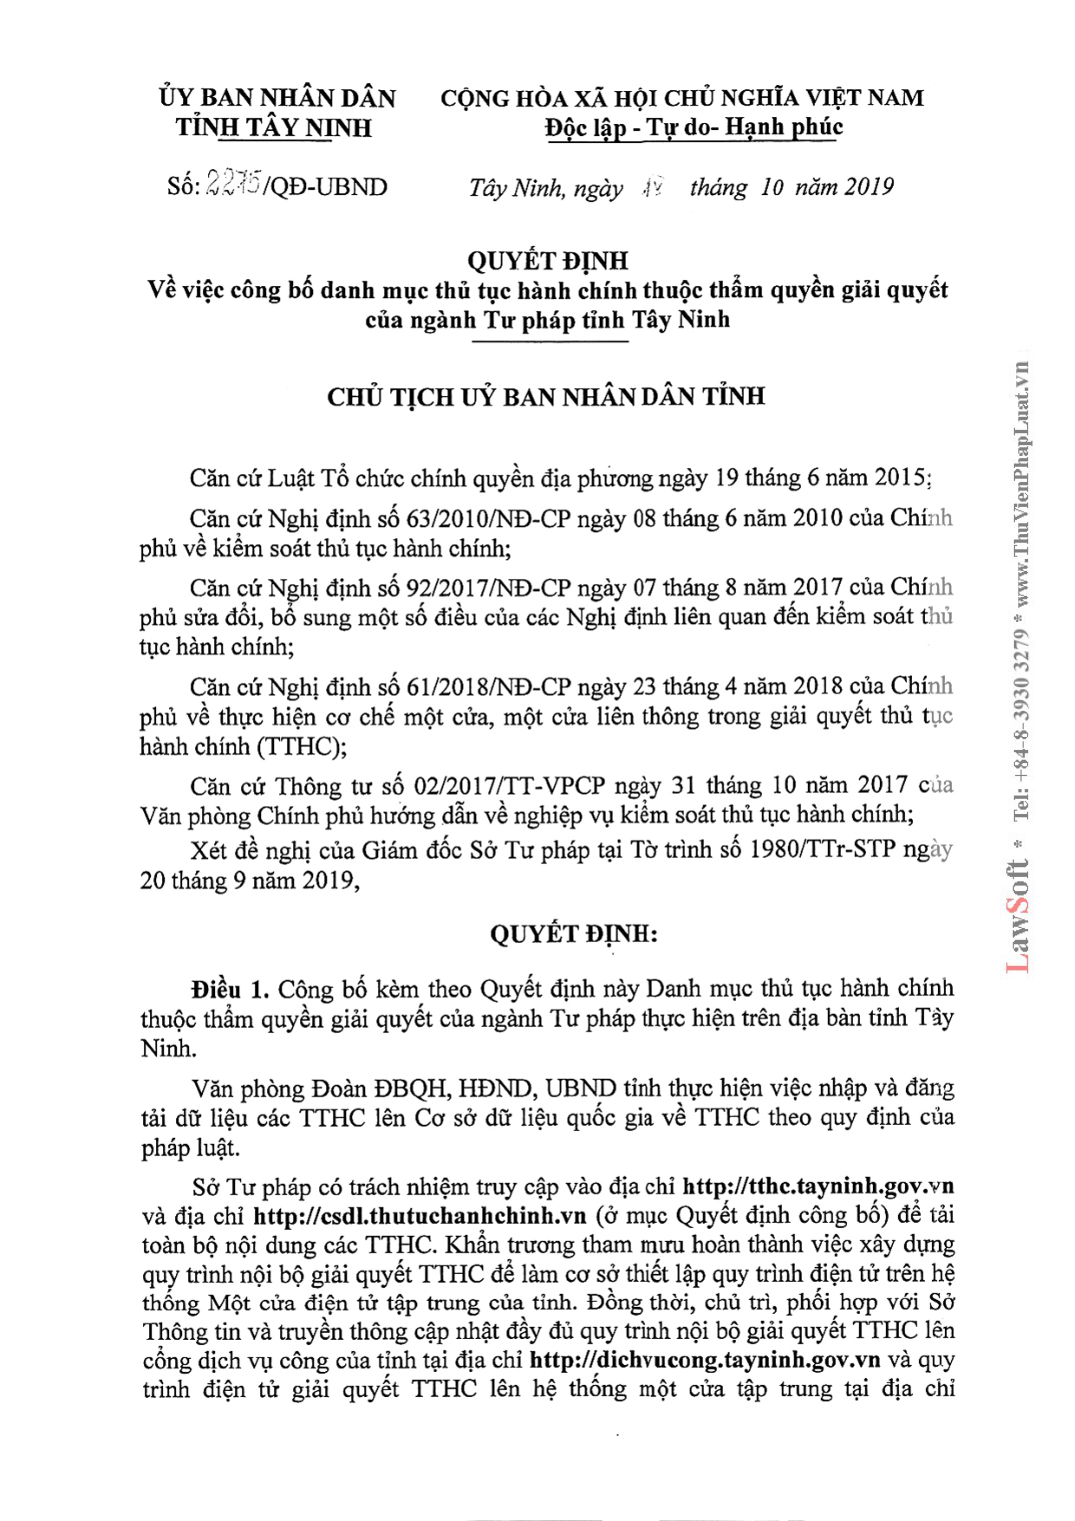 ỦY BAN NHÂN DÂN
TỈNH TÂY NINH
CỘNG HÒA XÃ HỘI CHỦ NGHĨA VIỆT NAM
Độc lập - Tự do- Hạnh phúc
Số: 2275/QĐ-UBND
Tây Ninh, ngày tháng 10 năm 2019
QUYẾT ĐỊNH
Về việc công bố danh mục thủ tục hành chính thuộc thẩm quyền giải quyết
của ngành Tư pháp tỉnh Tây Ninh
CHỦ TỊCH UỶ BAN NHÂN DÂN TỈNH
Căn cứ Luật Tổ chức chính quyền địa phương ngày 19 tháng 6 năm 2015;
Căn cứ Nghị định số 63/2010/NĐ-CP ngày 08 tháng 6 năm 2010 của Chính
phủ về kiểm soát thủ tục hành chính;
Căn cứ Nghị định số 92/2017/NĐ-CP ngày 07 tháng 8 năm 2017 của Chính
phủ sửa đổi, bổ sung một số điều của các Nghị định liên quan đến kiểm soát thủ
tục hành chính;
Căn cứ Nghị định số 61/2018/NĐ-CP ngày 23 tháng 4 năm 2018 của Chính
phủ về thực hiện cơ chế một cửa, một cửa liên thông trong giải quyết thủ tục
hành chính (TTHC);
Căn cứ Thông tư số 02/2017/TT-VPCP ngày 31 tháng 10 năm 2017 của
Văn phòng Chính phủ hướng dẫn về nghiệp vụ kiểm soát thủ tục hành chính;
Xét đề nghị của Giám đốc Sở Tư pháp tại Tờ trình số 1980/TTr-STP ngày
20 tháng 9 năm 2019,
QUYẾT ĐỊNH:
Điều 1. Công bố kèm theo Quyết định này Danh mục thủ tục hành chính
thuộc thẩm quyền giải quyết của ngành Tư pháp thực hiện trên địa bàn tỉnh Tây
Ninh.
Văn phòng Đoàn ĐBQH, HĐND, UBND tỉnh thực hiện việc nhập và đăng
tải dữ liệu các TTHC lên Cơ sở dữ liệu quốc gia về TTHC theo quy định của
pháp luật.
Sở Tư pháp có trách nhiệm truy cập vào địa chỉ http://tthc.tayninh.gov.vn
và địa chỉ http://csdl.thutuchanhchinh.vn (ở mục Quyết định công bố) để tải
toàn bộ nội dung các TTHC. Khẩn trương tham mưu hoàn thành việc xây dựng
quy trình nội bộ giải quyết TTHC để làm cơ sở thiết lập quy trình điện tử trên hệ
thống Một cửa điện tử tập trung của tỉnh. Đồng thời, chủ trì, phối hợp với Sở
Thông tin và truyền thông cập nhật đầy đủ quy trình nội bộ giải quyết TTHC lên
cổng dịch vụ công của tỉnh tại địa chỉ http://dichvucong.tayninh.gov.vn và quy
trình điện tử giải quyết TTHC lên hệ thống một cửa tập trung tại địa chỉ
LawSoft * Tel: +84-8-3930 3279 * www.ThuVienPhapLuat.vn